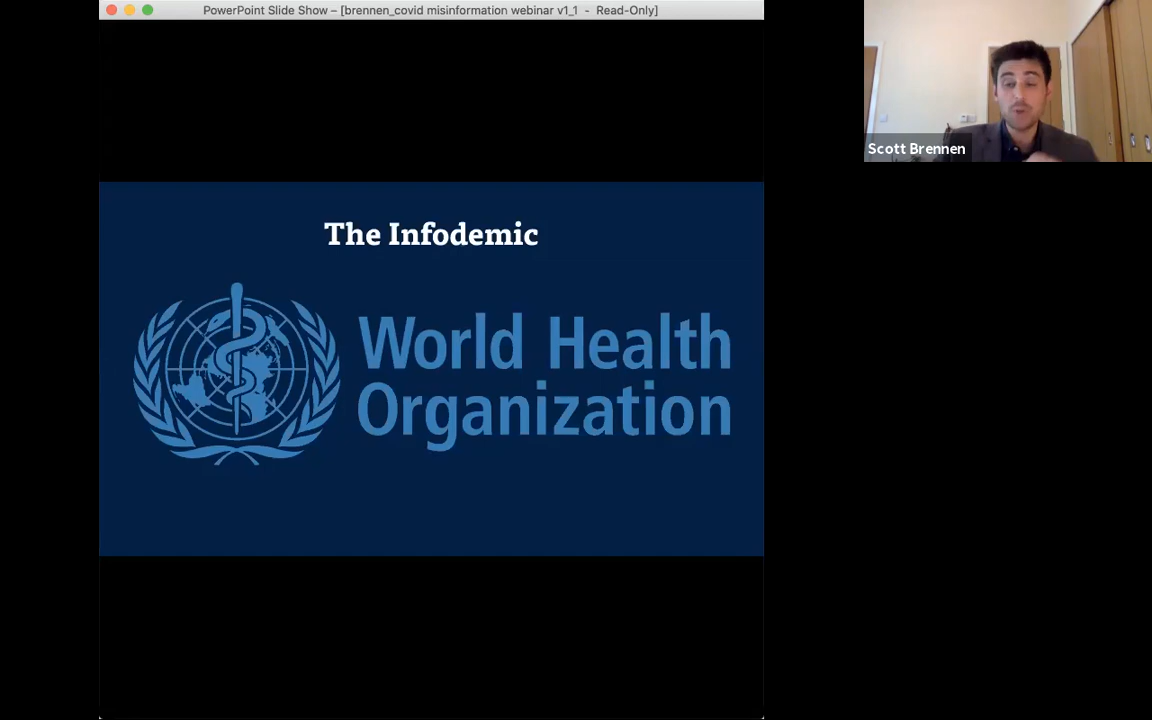 PowerPoint Slide Show – [brennen_covid misinformation webinar v1_1 - Read-Only]
Scott Brennen
The Infodemic
World Health
Organization